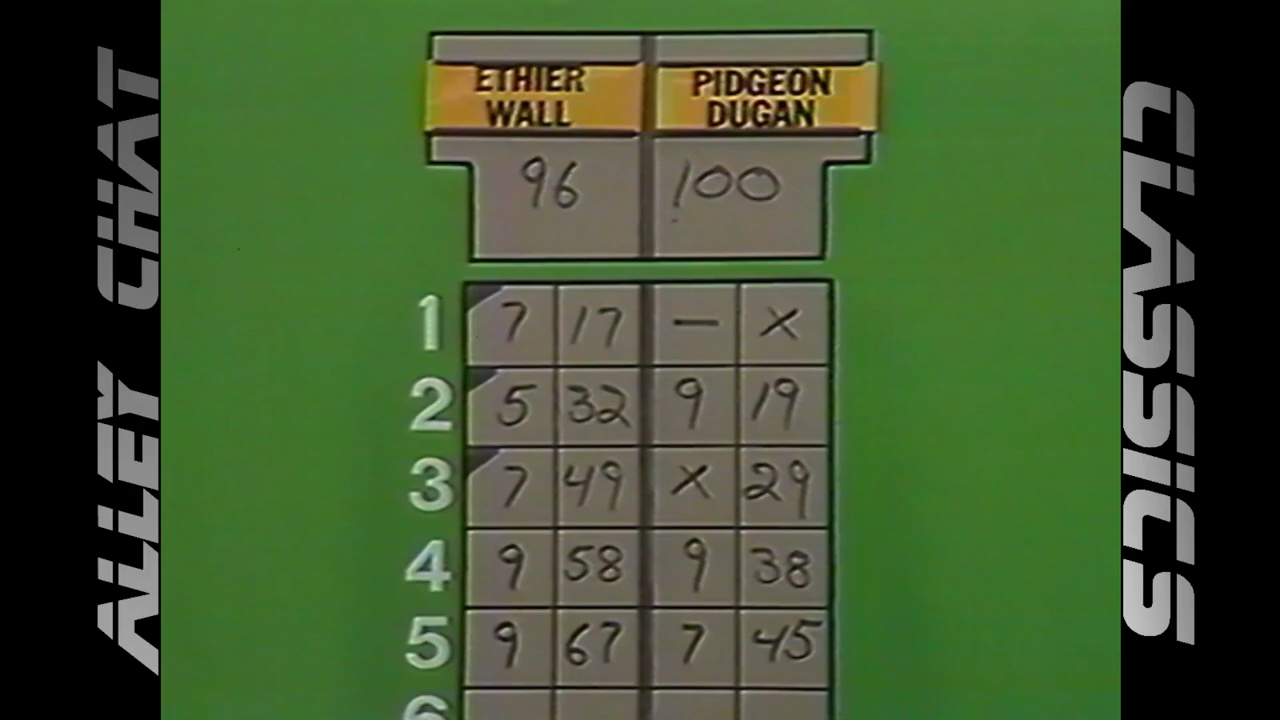 ALLEY CHAT
ETHIER WALL
PIDGEON DUGAN
96 100
1 7 17 — X
2 5 32 9 19
3 7 49 X 29
4 9 58 9 38
5 9 67 7 45
6
CLASSICS